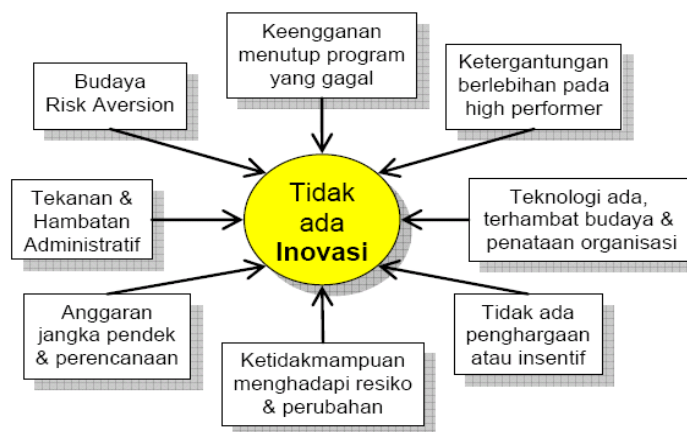 Keengganan
menutup program
yang gagal
Ketergantungan
berlebihan pada
high performer
Budaya
Risk Aversion
Tidak
ada
Inovasi
Tekanan &
Hambatan
Administratif
Teknologi ada,
terhambat budaya &
penataan organisasi
Anggaran
jangka pendek
& perencanaan
Ketidakmampuan
menghadapi resiko
& perubahan
Tidak ada
penghargaan
atau insentif